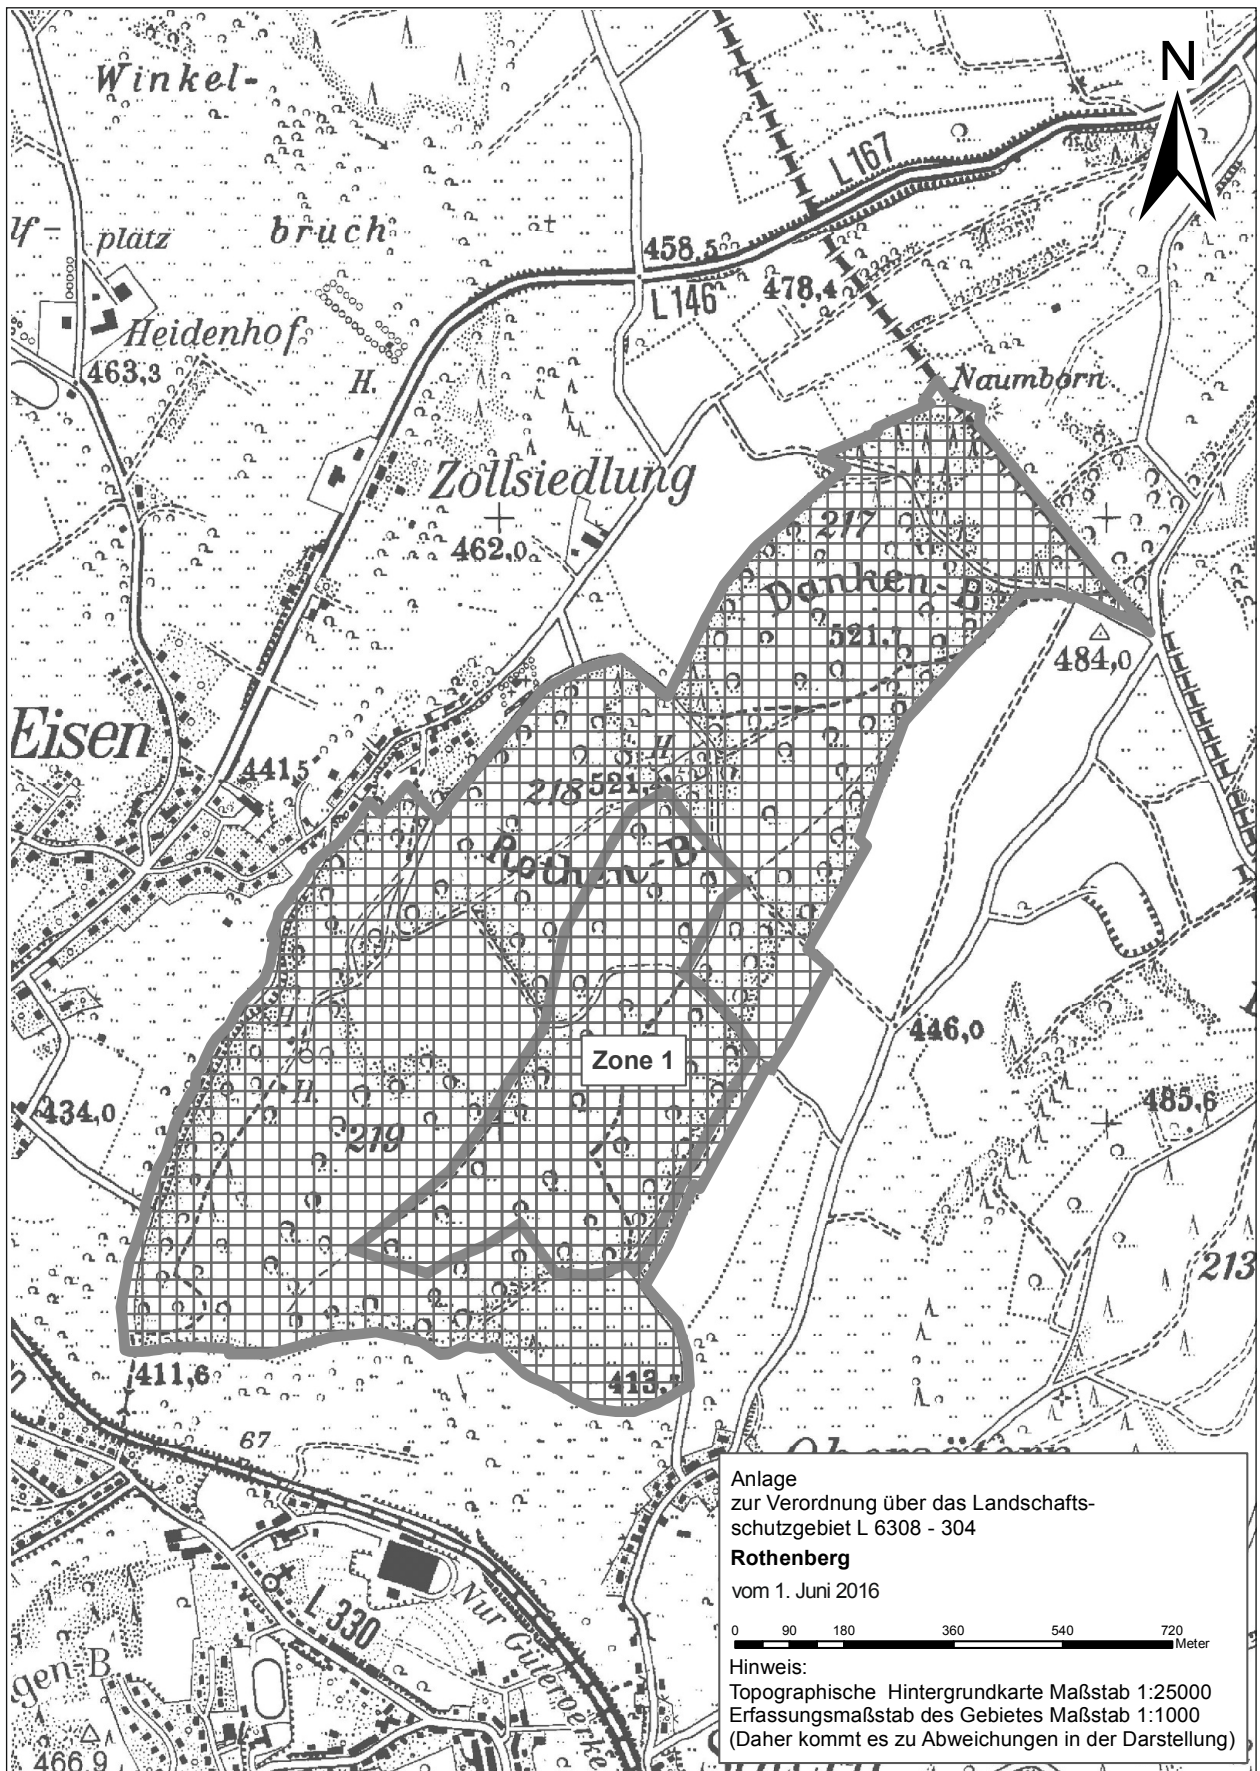 N
Winkel-
bruch
L 167
lf-
platz
458,5
L 146
478,4
Heidenhof
463,3
H.
Naumborn
Zollsiedlung
462,0
217
Danken-B
521,
484,0
Eisen
441,5
H
218
521,
Rothen-B
H
446,0
Zone 1
H
434,0
219
485,6
213
411,6
413,
67
L 330
Nur Güterverke
gen-B
466,9
Anlage
zur Verordnung über das Landschafts-
schutzgebiet L 6308 - 304
Rothenberg
vom 1. Juni 2016
0 90 180 360 540 720
Meter
Hinweis:
Topographische Hintergrundkarte Maßstab 1:25000
Erfassungsmaßstab des Gebietes Maßstab 1:1000
(Daher kommt es zu Abweichungen in der Darstellung)